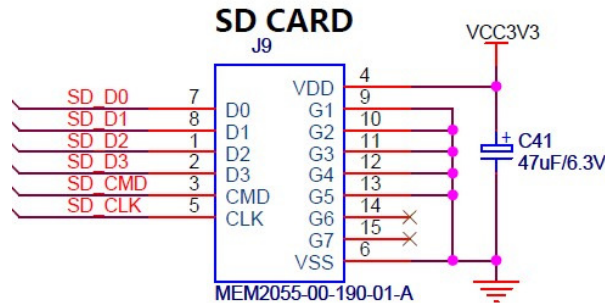 SD CARD
J9
VCC3V3
VDD 4
G1 9
SD_D0 7 D0
G2 10
SD_D1 8 D1
G3 11
SD_D2 1 D2
G4 12
SD_D3 2 D3
G5 13
SD_CMD 3 CMD
G6 14
SD_CLK 5 CLK
G7 15
VSS 6
+ C41
47uF/6.3V
MEM2055-00-190-01-A